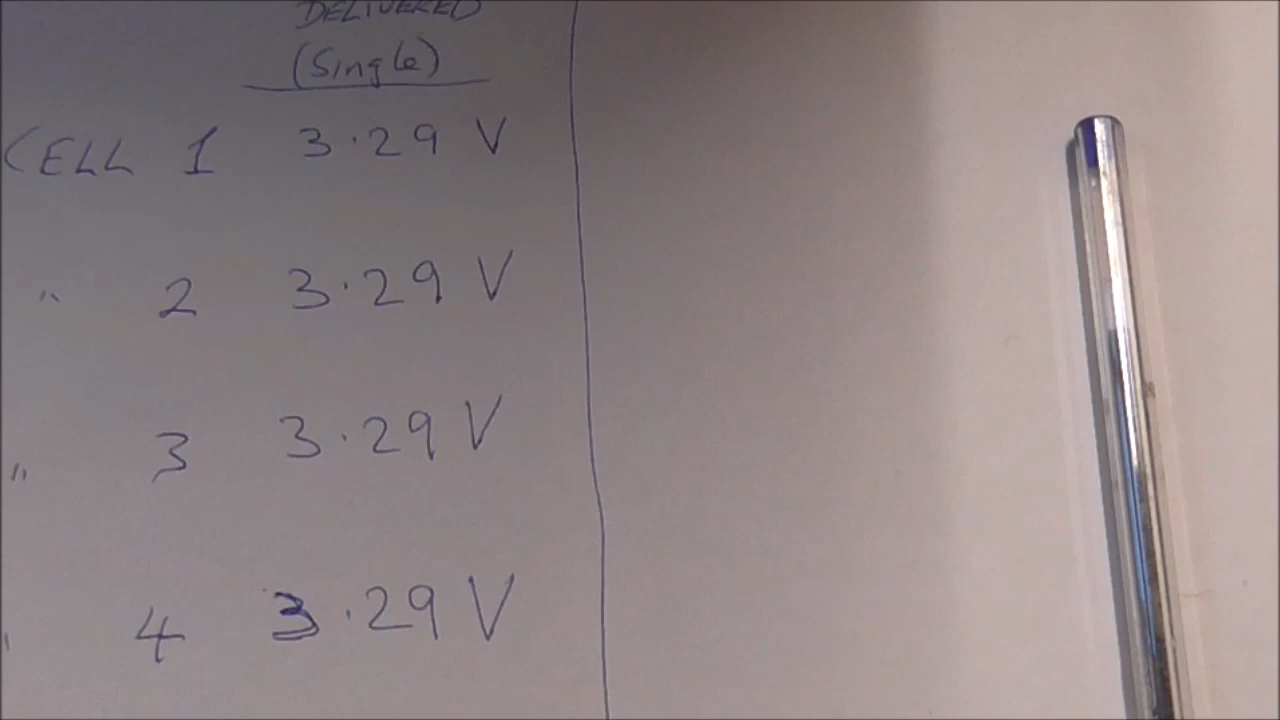 DELIVERED
(Single)
CELL 1 3.29 V
" 2 3.29 V
" 3 3.29 V
" 4 3.29 V